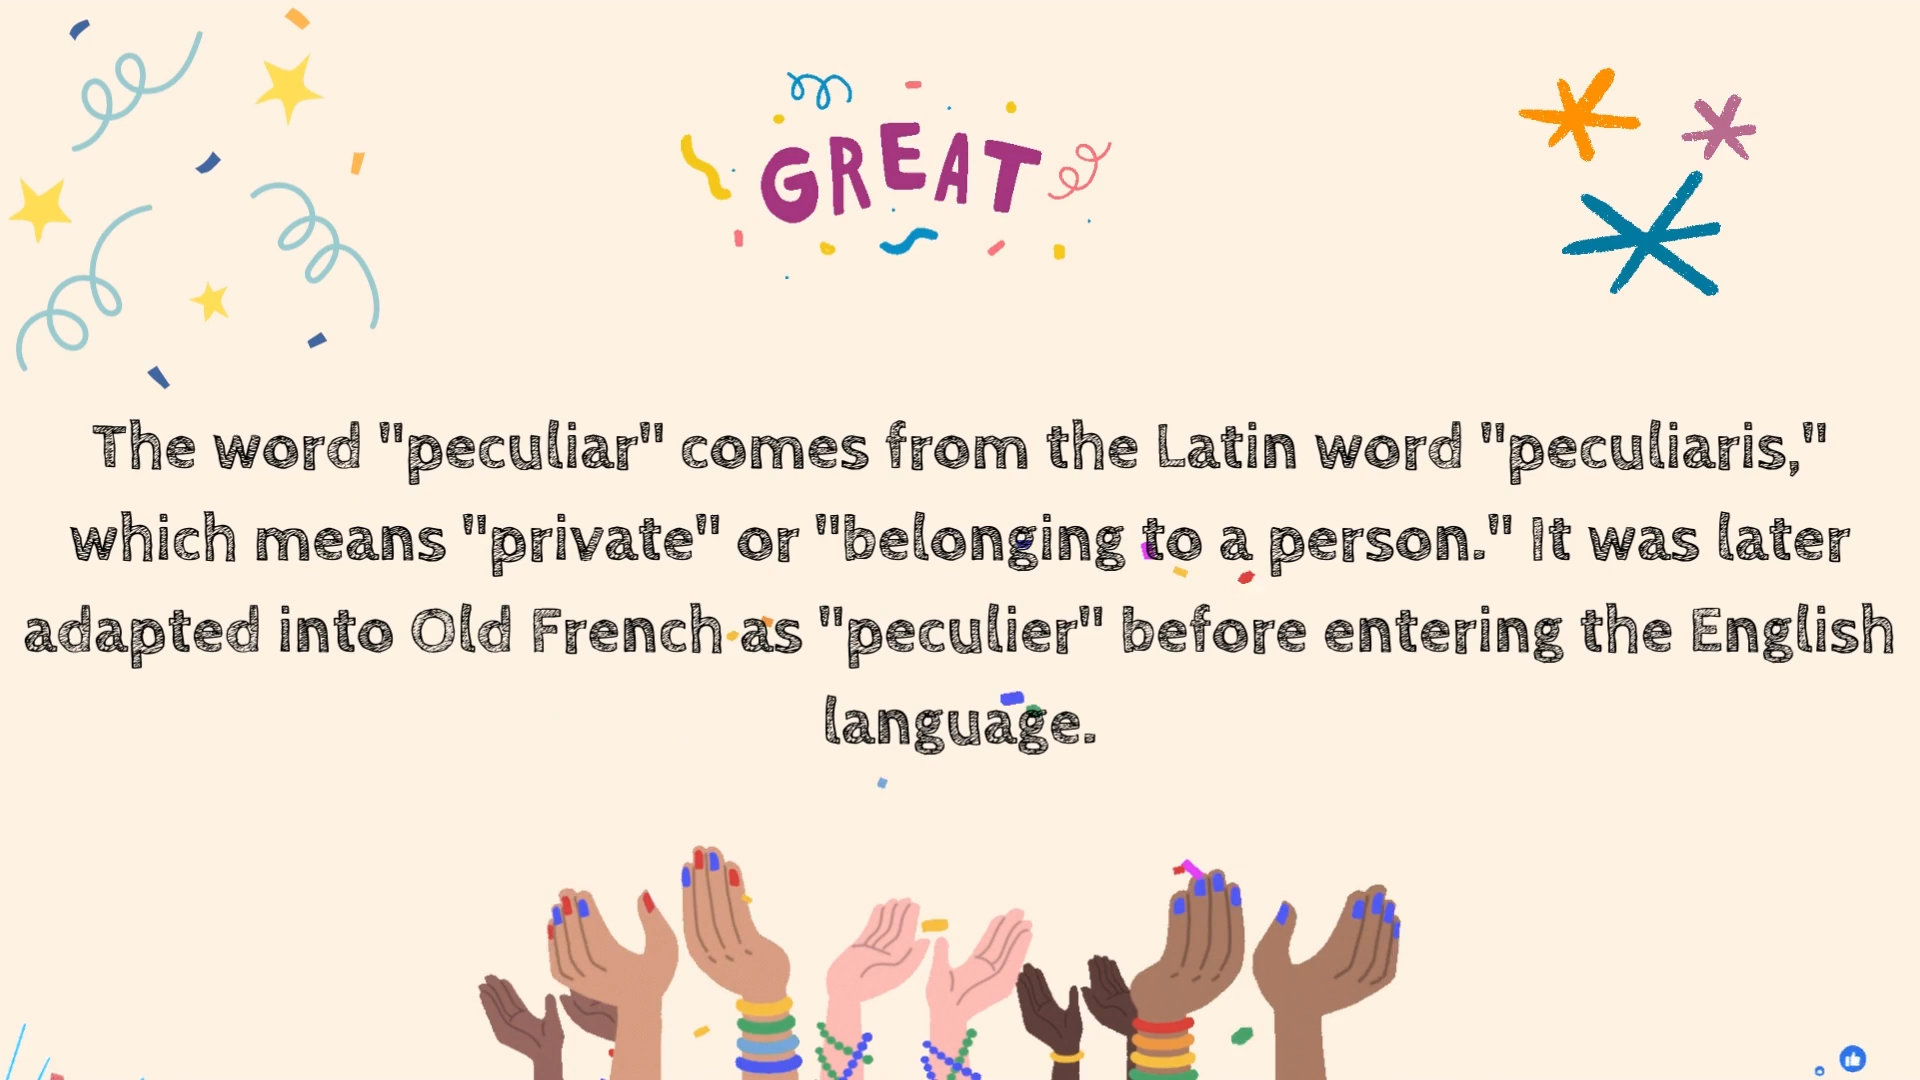 GREAT
The word "peculiar" comes from the Latin word "peculiaris,"
which means "private" or "belonging to a person." It was later
adapted into Old French as "peculier" before entering the English
language.